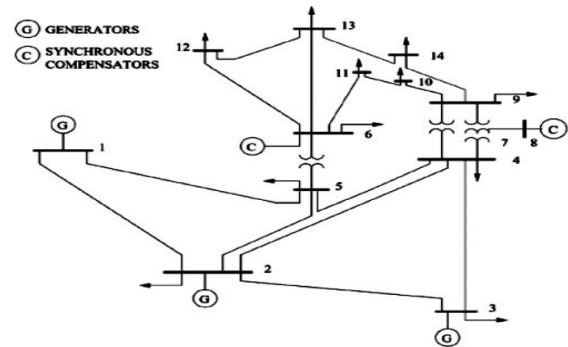 G GENERATORS
C SYNCHRONOUS
COMPENSATORS
13
12
14
11
10
9
G
C
6
7
8
C
1
4
5
2
G
3
G